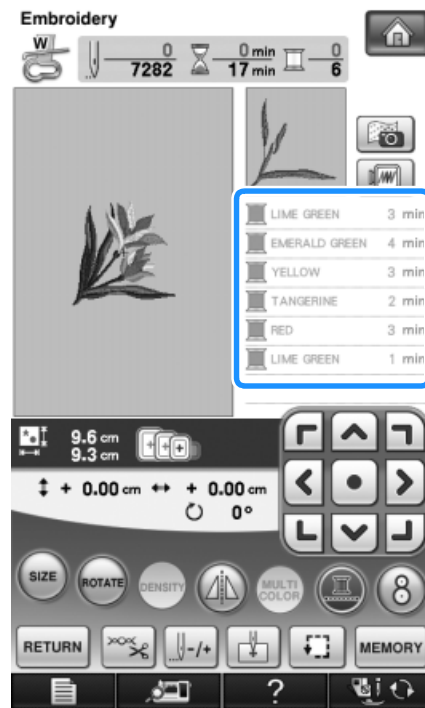 Embroidery
W
0 0 min 0
7282 17 min 6
LIME GREEN 3 min
EMERALD GREEN 4 min
YELLOW 3 min
TANGERINE 2 min
RED 3 min
LIME GREEN 1 min
9.6 cm
9.3 cm
+ 0.00 cm + 0.00 cm
0°
SIZE ROTATE DENSITY MULTI COLOR 8
RETURN -/+ MEMORY
?